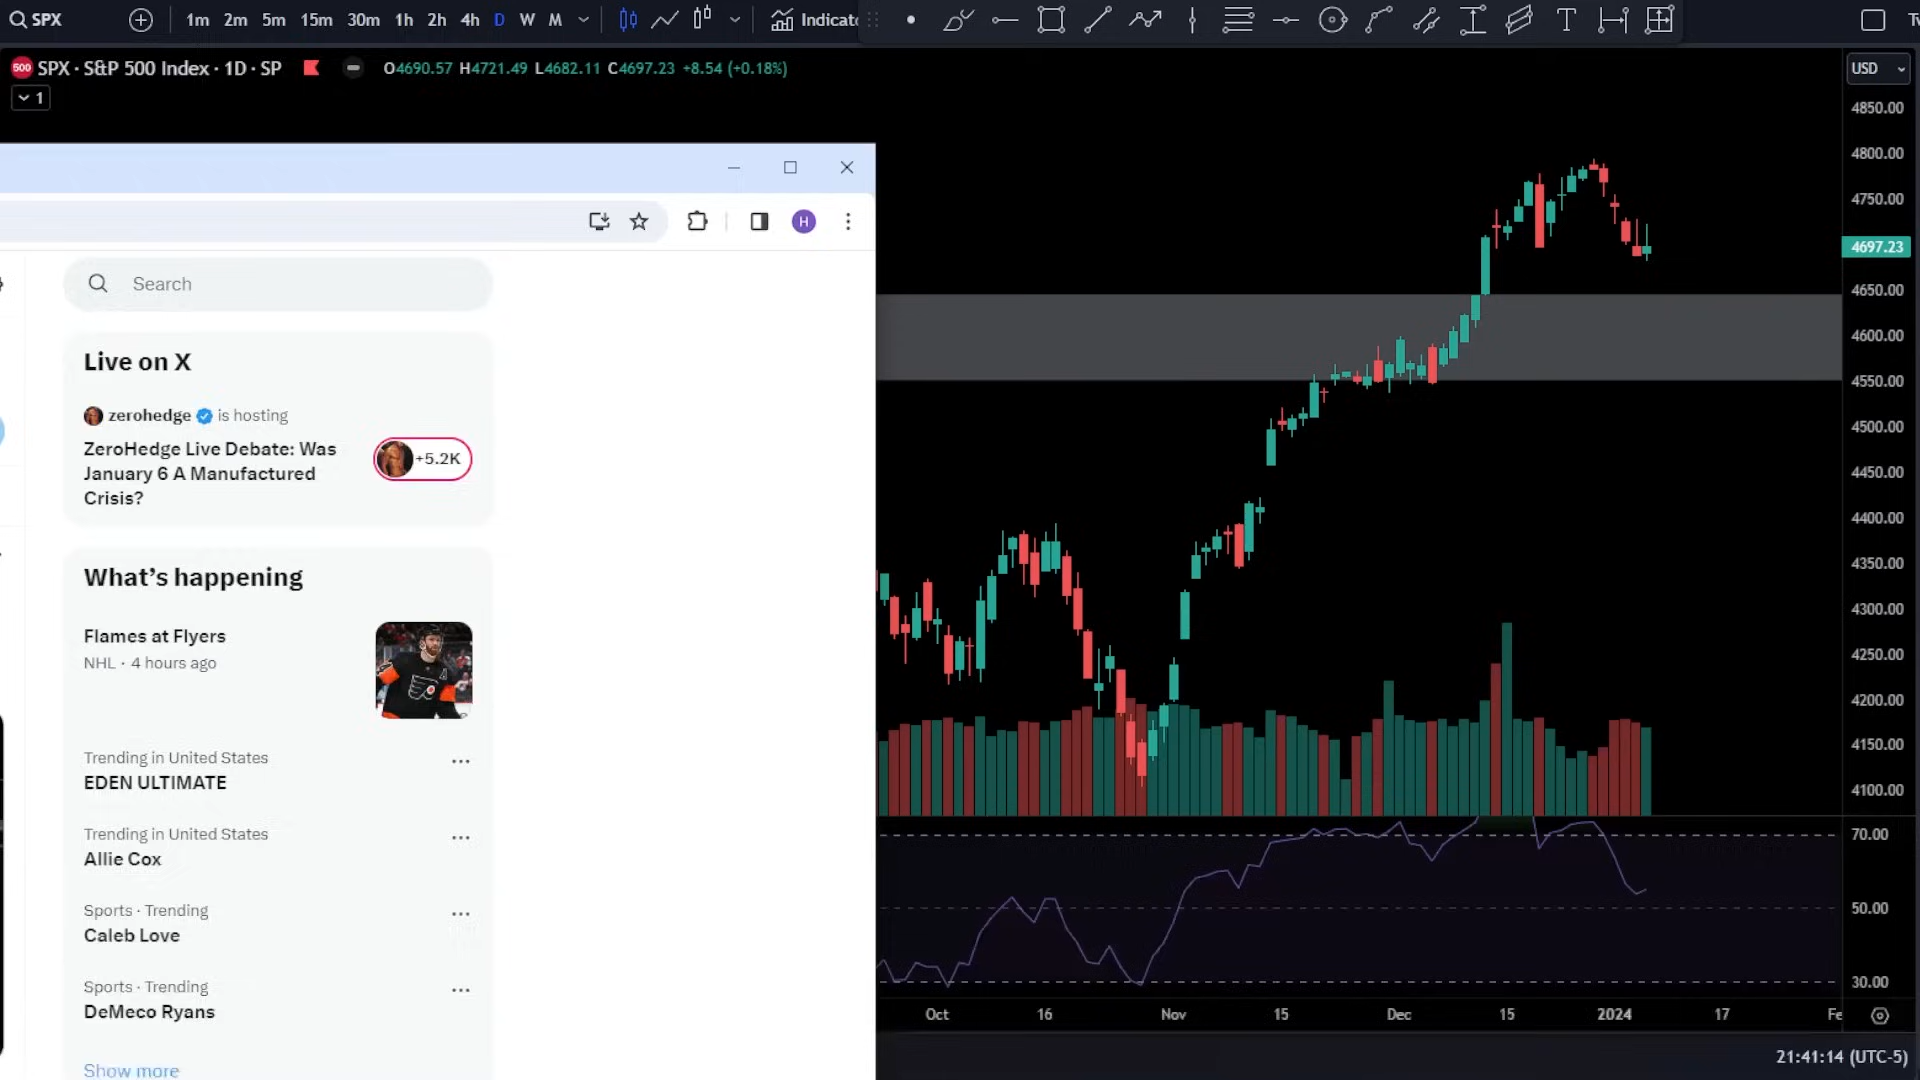 SPX 1m 2m 5m 15m 30m 1h 2h 4h D W M
500 SPX · S&P 500 Index · 1D · SP O4690.57 H4721.49 L4682.11 C4697.23 +8.54 (+0.18%)
1
USD
4850.00
4800.00
4750.00
4697.23
4650.00
4600.00
4550.00
4500.00
4450.00
4400.00
4350.00
4300.00
4250.00
4200.00
4150.00
4100.00
70.00
50.00
30.00
Oct 16 Nov 15 Dec 15 2024 17
21:41:14 (UTC-5)
H
Search
Live on X
zerohedge is hosting
ZeroHedge Live Debate: Was
January 6 A Manufactured
Crisis?
+5.2K
What's happening
Flames at Flyers
NHL · 4 hours ago
Trending in United States
EDEN ULTIMATE
Trending in United States
Allie Cox
Sports · Trending
Caleb Love
Sports · Trending
DeMeco Ryans
Show more